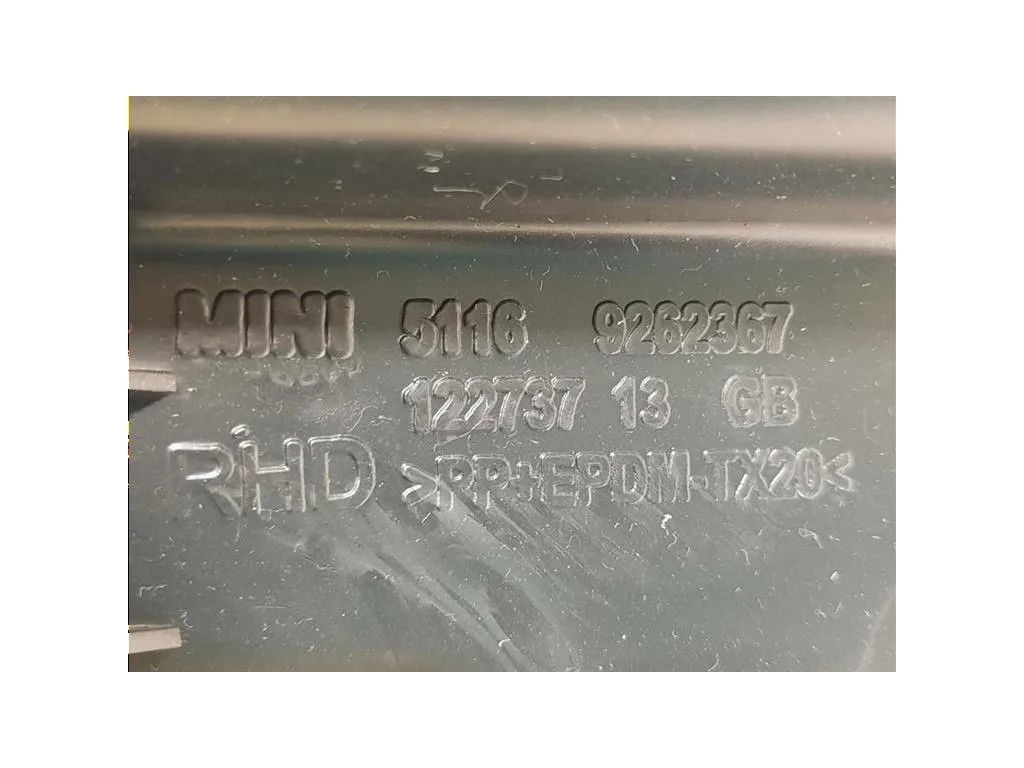 MINI 5116 9262367
122737 13 GB
RHD >PP+EPDM-TX20<